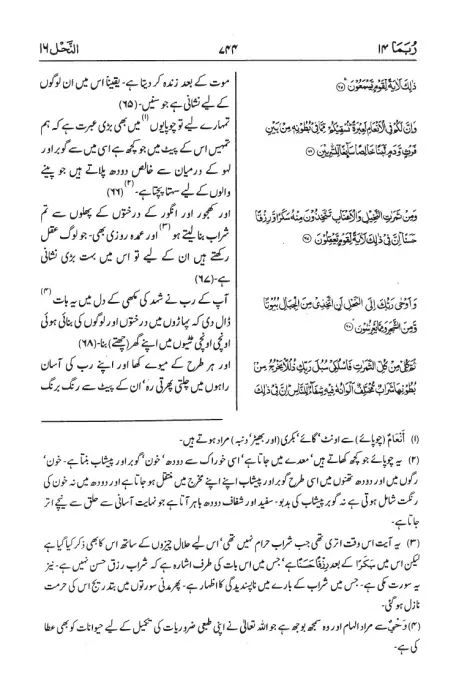 رُبَمَا ۱۴
۷۴۴
النَّحل ۱۶
ذٰلِكَ لَاٰيَةً لِّقَوْمٍ يَّسْمَعُوْنَ
وَاِنَّ لَكُمْ فِى الْاَنْعَامِ لَعِبْرَةً نُسْقِيْكُمْ مِّمَّا فِىْ بُطُوْنِهٖ مِنْۢ بَيْنِ
فَرْثٍ وَّدَمٍ لَّبَنًا خَالِصًا سَآئِغًا لِّلشّٰرِبِيْنَ
وَمِنْ ثَمَرٰتِ النَّخِيْلِ وَالْاَعْنَابِ تَتَّخِذُوْنَ مِنْهُ سَكَرًا وَّرِزْقًا
حَسَنًا اِنَّ فِىْ ذٰلِكَ لَاٰيَةً لِّقَوْمٍ يَّعْقِلُوْنَ
وَاَوْحٰى رَبُّكَ اِلَى النَّحْلِ اَنِ اتَّخِذِىْ مِنَ الْجِبَالِ بُيُوْتًا
وَّمِنَ الشَّجَرِ وَمِمَّا يَعْرِشُوْنَ
ثُمَّ كُلِىْ مِنْ كُلِّ الثَّمَرٰتِ فَاسْلُكِىْ سُبُلَ رَبِّكِ ذُلُلًا يَخْرُجُ مِنْۢ
بُطُوْنِهَا شَرَابٌ مُّخْتَلِفٌ اَلْوَانُهٗ فِيْهِ شِفَآءٌ لِّلنَّاسِ اِنَّ فِىْ ذٰلِكَ
موت کے بعد زندہ کر دیتا ہے۔ یقیناً اس میں ان لوگوں
کے لیے نشانی ہے جو سنیں۔ (۶۵)
تمہارے لیے تو چوپایوں (۱) میں بھی بڑی عبرت ہے کہ ہم
تمہیں اس کے پیٹ میں جو کچھ ہے اسی میں سے گوبر اور
لہو کے درمیان سے خالص دودھ پلاتے ہیں جو پینے
والوں کے لیے سہتا پچتا ہے۔ (۲) (۶۶)
اور کھجور اور انگور کے درختوں کے پھلوں سے تم
شراب بنا لیتے ہو (۳) اور عمدہ روزی بھی۔ جو لوگ عقل
رکھتے ہیں ان کے لیے تو اس میں بہت بڑی نشانی
ہے۔ (۶۷)
آپ کے رب نے شہد کی مکھی کے دل میں یہ بات (۴)
ڈال دی کہ پہاڑوں میں درختوں اور لوگوں کی بنائی ہوئی
اونچی اونچی ٹٹیوں میں اپنے گھر (چھتے) بنا۔ (۶۸)
اور ہر طرح کے میوے کھا اور اپنے رب کی آسان
راہوں میں چلتی پھرتی رہ، ان کے پیٹ سے رنگ برنگ
(۱) اَنْعَامٌ (چوپائے) سے اونٹ، گائے، بکری (اور بھیڑ، دنبہ) مراد ہوتے ہیں۔
(۲) یہ چوپائے جو کچھ کھاتے ہیں، معدے میں جاتا ہے، اسی خوراک سے دودھ، خون، گوبر اور پیشاب بنتا ہے۔ خون،
رگوں میں اور دودھ تھنوں میں اسی طرح گوبر اور پیشاب اپنے اپنے مخرج میں منتقل ہو جاتا ہے اور دودھ میں نہ خون کی
رنگت شامل ہوتی ہے نہ گوبر پیشاب کی بدبو۔ سفید اور شفاف دودھ باہر آتا ہے جو نہایت آسانی سے حلق سے نیچے اتر
جاتا ہے۔
(۳) یہ آیت اس وقت اتری تھی جب شراب حرام نہیں تھی، اس لیے حلال چیزوں کے ساتھ اس کا بھی ذکر کیا گیا ہے
لیکن اس میں سَكَرًا کے بعد رِزْقًا حَسَنًا ہے، جس میں اس بات کی طرف اشارہ ہے کہ شراب رزق حسن نہیں ہے۔ نیز
یہ سورت مکی ہے۔ جس میں شراب کے بارے میں ناپسندیدگی کا اظہار ہے۔ پھر مدنی سورتوں میں بتدریج اس کی حرمت
نازل ہو گئی۔
(۴) وَحْيٌ سے مراد الہام اور وہ سمجھ بوجھ ہے جو اللہ تعالیٰ نے اپنی طبعی ضروریات کی تکمیل کے لیے حیوانات کو بھی عطا
کی ہے۔